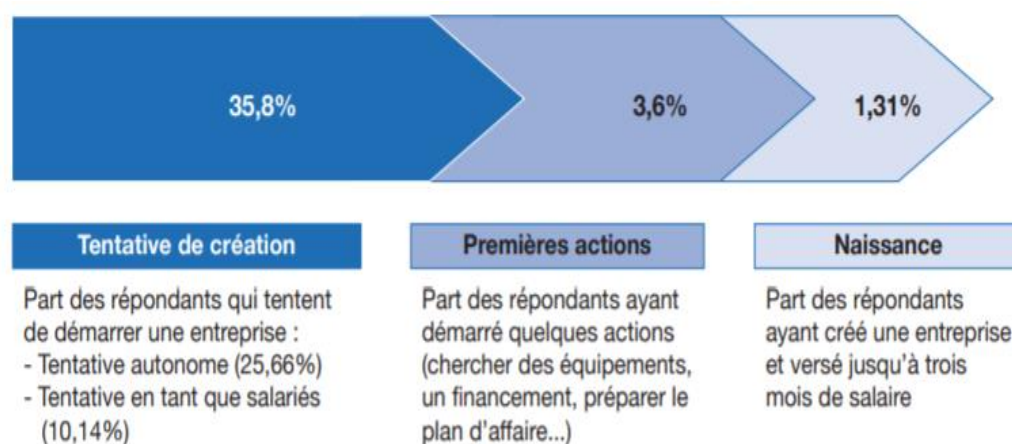 35,8%
3,6%
1,31%
Tentative de création
Part des répondants qui tentent
de démarrer une entreprise :
- Tentative autonome (25,66%)
- Tentative en tant que salariés
(10,14%)
Premières actions
Part des répondants ayant
démarré quelques actions
(chercher des équipements,
un financement, préparer le
plan d'affaire...)
Naissance
Part des répondants
ayant créé une entreprise
et versé jusqu'à trois
mois de salaire